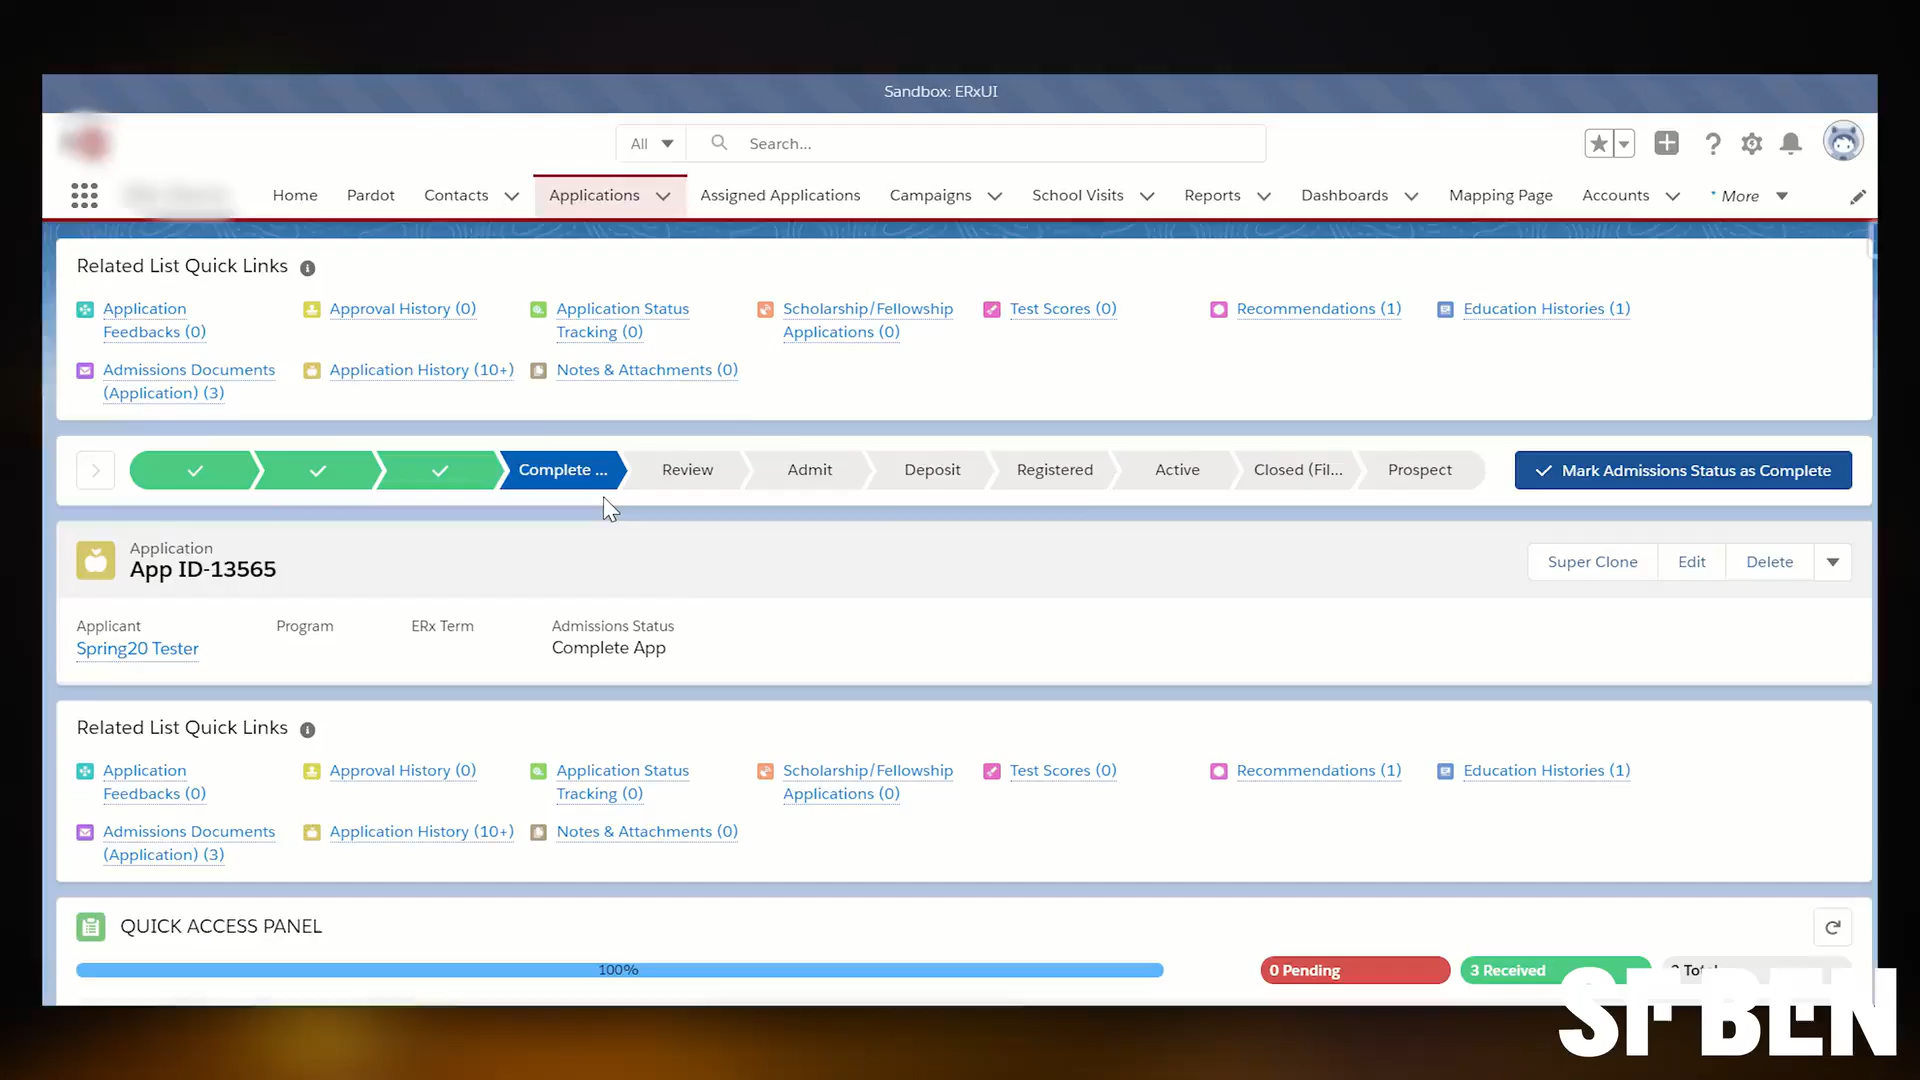 Sandbox: ERxUI
All
Search...
Home Pardot Contacts Applications Assigned Applications Campaigns School Visits Reports Dashboards Mapping Page Accounts * More
Related List Quick Links
Application Feedbacks (0)
Approval History (0)
Application Status Tracking (0)
Scholarship/Fellowship Applications (0)
Test Scores (0)
Recommendations (1)
Education Histories (1)
Admissions Documents (Application) (3)
Application History (10+)
Notes & Attachments (0)
Complete ... Review Admit Deposit Registered Active Closed (Fil... Prospect
Mark Admissions Status as Complete
Application
App ID-13565
Super Clone Edit Delete
Applicant Program ERx Term Admissions Status
Spring20 Tester Complete App
Related List Quick Links
Application Feedbacks (0)
Approval History (0)
Application Status Tracking (0)
Scholarship/Fellowship Applications (0)
Test Scores (0)
Recommendations (1)
Education Histories (1)
Admissions Documents (Application) (3)
Application History (10+)
Notes & Attachments (0)
QUICK ACCESS PANEL
100% 0 Pending 3 Received
SF BEN